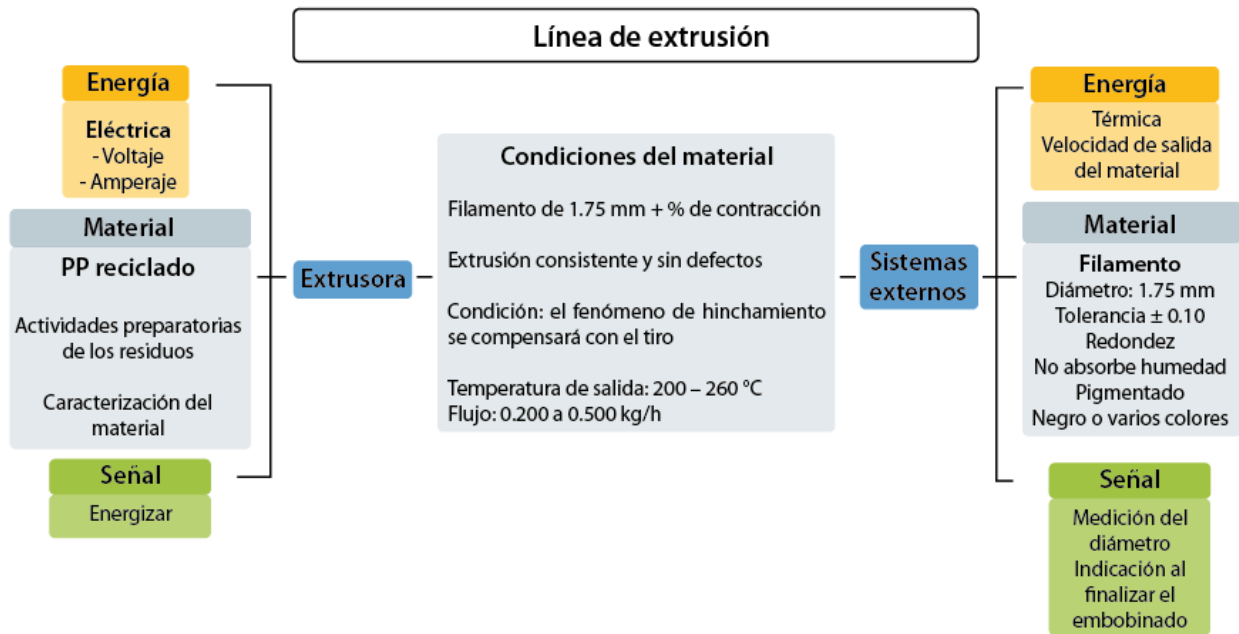 Línea de extrusión
Energía
Eléctrica
- Voltaje
- Amperaje
Material
PP reciclado
Actividades preparatorias
de los residuos
Caracterización del
material
Señal
Energizar
Extrusora
Condiciones del material
Filamento de 1.75 mm + % de contracción
Extrusión consistente y sin defectos
Condición: el fenómeno de hinchamiento
se compensará con el tiro
Temperatura de salida: 200 – 260 °C
Flujo: 0.200 a 0.500 kg/h
Sistemas
externos
Energía
Térmica
Velocidad de salida
del material
Material
Filamento
Diámetro: 1.75 mm
Tolerancia ± 0.10
Redondez
No absorbe humedad
Pigmentado
Negro o varios colores
Señal
Medición del
diámetro
Indicación al
finalizar el
embobinado